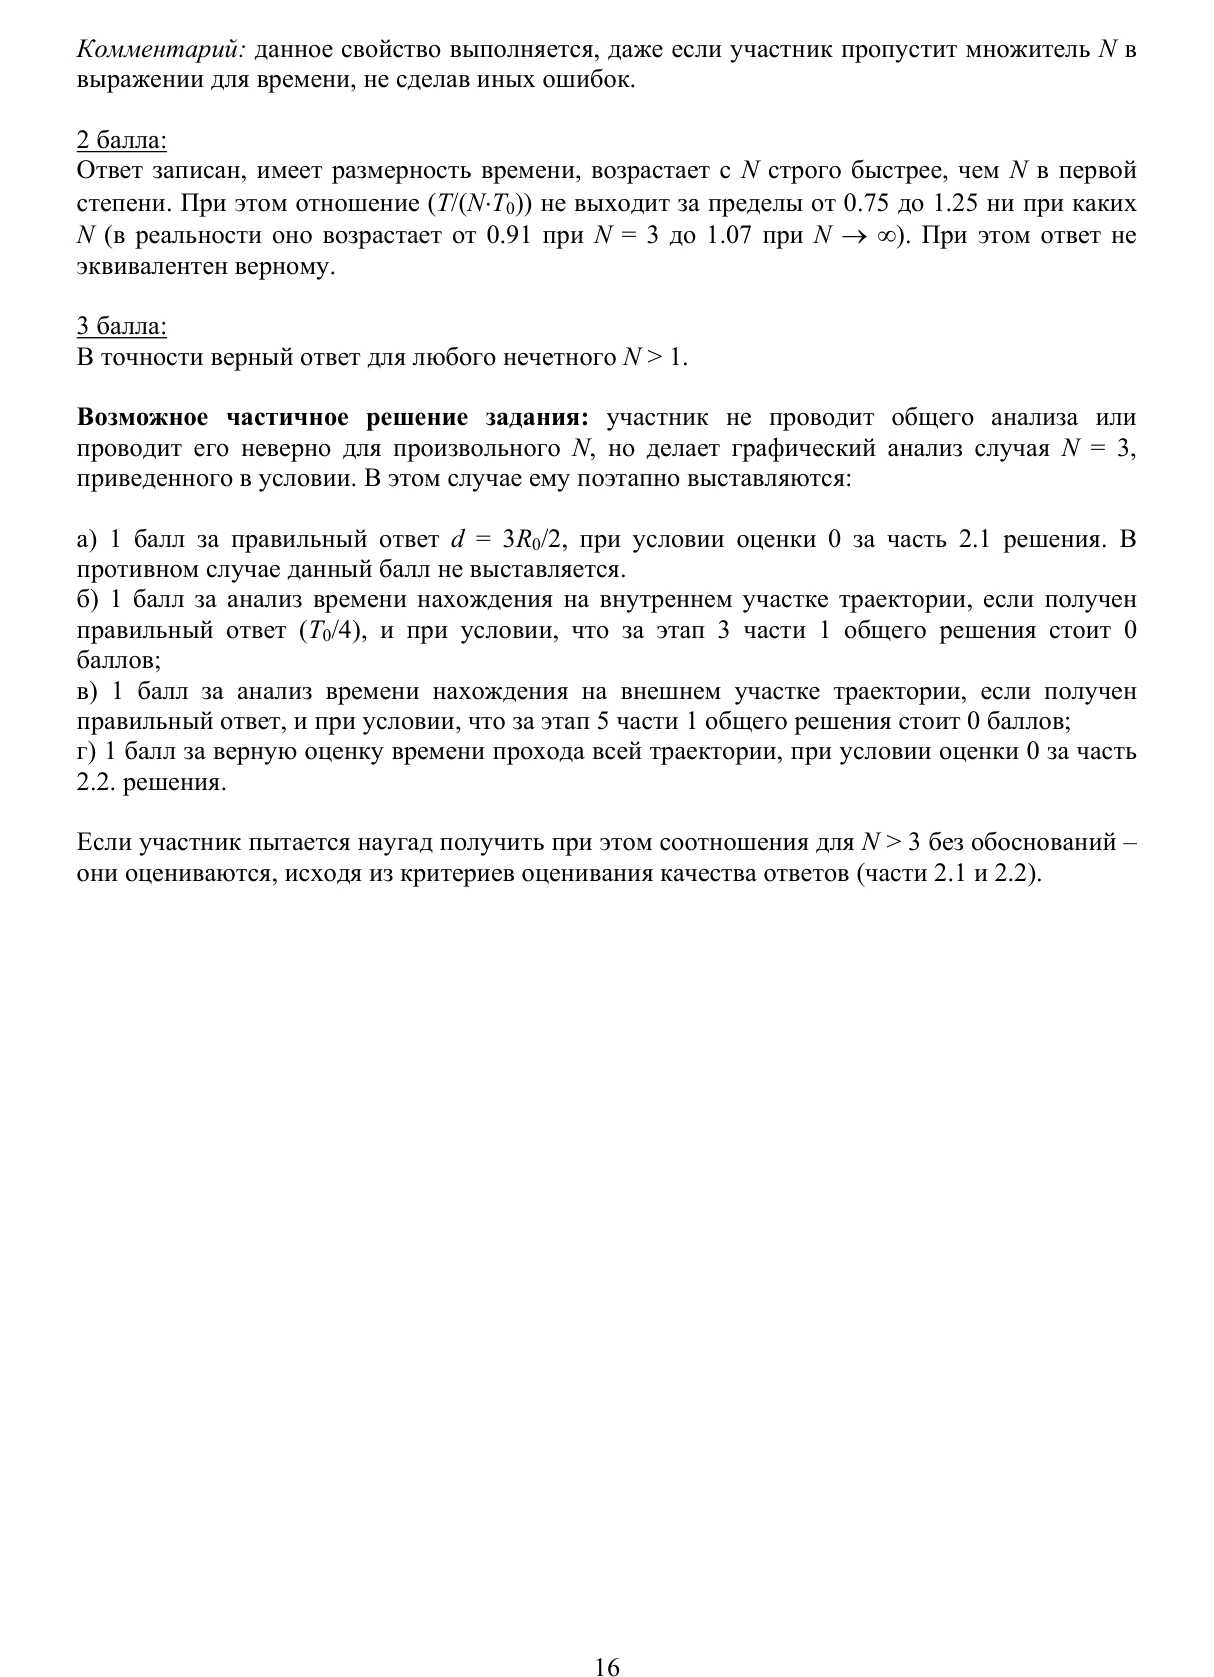 Комментарий: данное свойство выполняется, даже если участник пропустит множитель N в
выражении для времени, не сделав иных ошибок.
2 балла:
Ответ записан, имеет размерность времени, возрастает с N строго быстрее, чем N в первой
степени. При этом отношение (T/(N·T₀)) не выходит за пределы от 0.75 до 1.25 ни при каких
N (в реальности оно возрастает от 0.91 при N = 3 до 1.07 при N → ∞). При этом ответ не
эквивалентен верному.
3 балла:
В точности верный ответ для любого нечетного N > 1.
Возможное частичное решение задания: участник не проводит общего анализа или
проводит его неверно для произвольного N, но делает графический анализ случая N = 3,
приведенного в условии. В этом случае ему поэтапно выставляются:
а) 1 балл за правильный ответ d = 3R₀/2, при условии оценки 0 за часть 2.1 решения. В
противном случае данный балл не выставляется.
б) 1 балл за анализ времени нахождения на внутреннем участке траектории, если получен
правильный ответ (T₀/4), и при условии, что за этап 3 части 1 общего решения стоит 0
баллов;
в) 1 балл за анализ времени нахождения на внешнем участке траектории, если получен
правильный ответ, и при условии, что за этап 5 части 1 общего решения стоит 0 баллов;
г) 1 балл за верную оценку времени прохода всей траектории, при условии оценки 0 за часть
2.2. решения.
Если участник пытается наугад получить при этом соотношения для N > 3 без обоснований –
они оцениваются, исходя из критериев оценивания качества ответов (части 2.1 и 2.2).
16